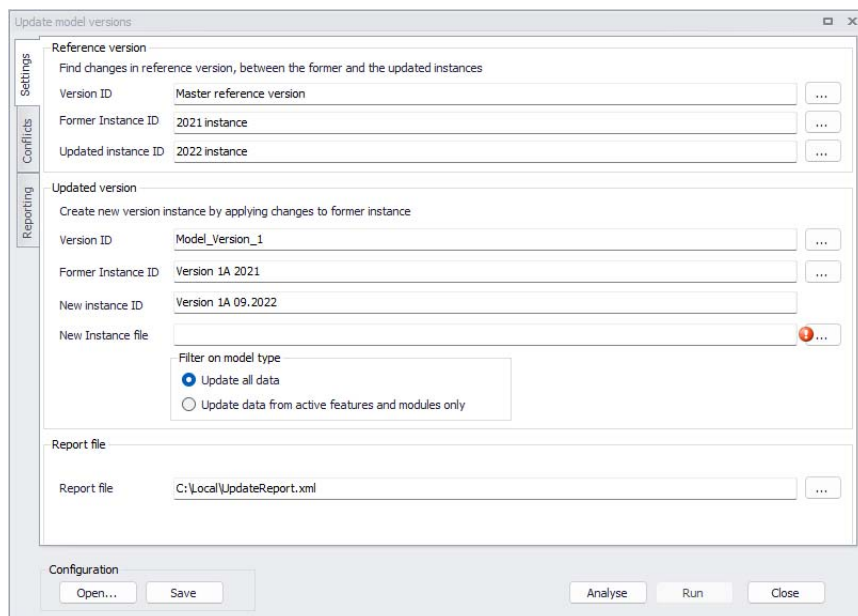 Update model versions
Settings
Conflicts
Reporting
Reference version
Find changes in reference version, between the former and the updated instances
Version ID Master reference version ...
Former Instance ID 2021 instance ...
Updated instance ID 2022 instance ...
Updated version
Create new version instance by applying changes to former instance
Version ID Model_Version_1 ...
Former Instance ID Version 1A 2021 ...
New instance ID Version 1A 09.2022
New Instance file ! ...
Filter on model type
Update all data
Update data from active features and modules only
Report file
Report file C:\Local\UpdateReport.xml ...
Configuration
Open... Save Analyse Run Close